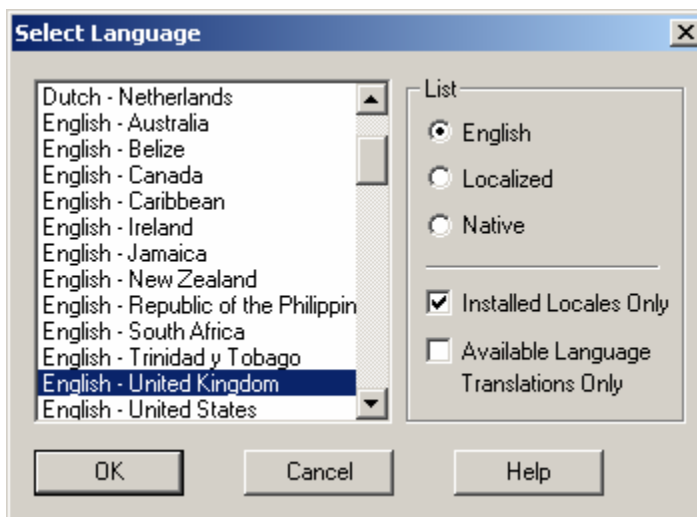 Select Language
Dutch - Netherlands
English - Australia
English - Belize
English - Canada
English - Caribbean
English - Ireland
English - Jamaica
English - New Zealand
English - Republic of the Philippin
English - South Africa
English - Trinidad y Tobago
English - United Kingdom
English - United States
List
English
Localized
Native
Installed Locales Only
Available Language
Translations Only
OK
Cancel
Help